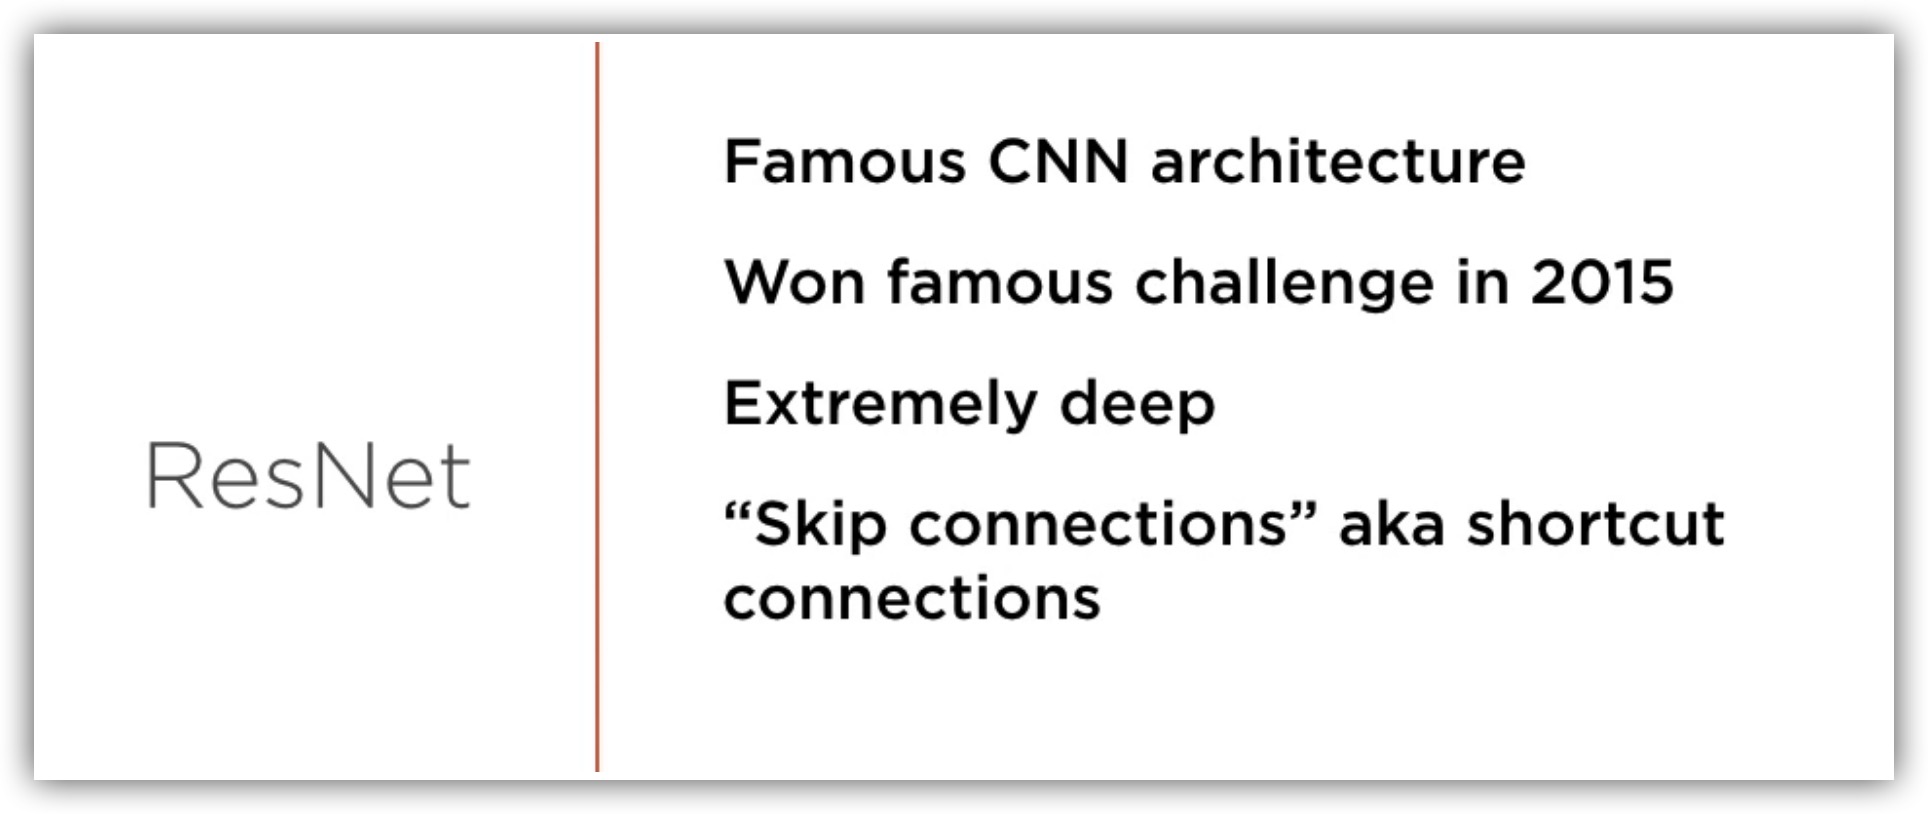 ResNet
Famous CNN architecture
Won famous challenge in 2015
Extremely deep
“Skip connections” aka shortcut
connections